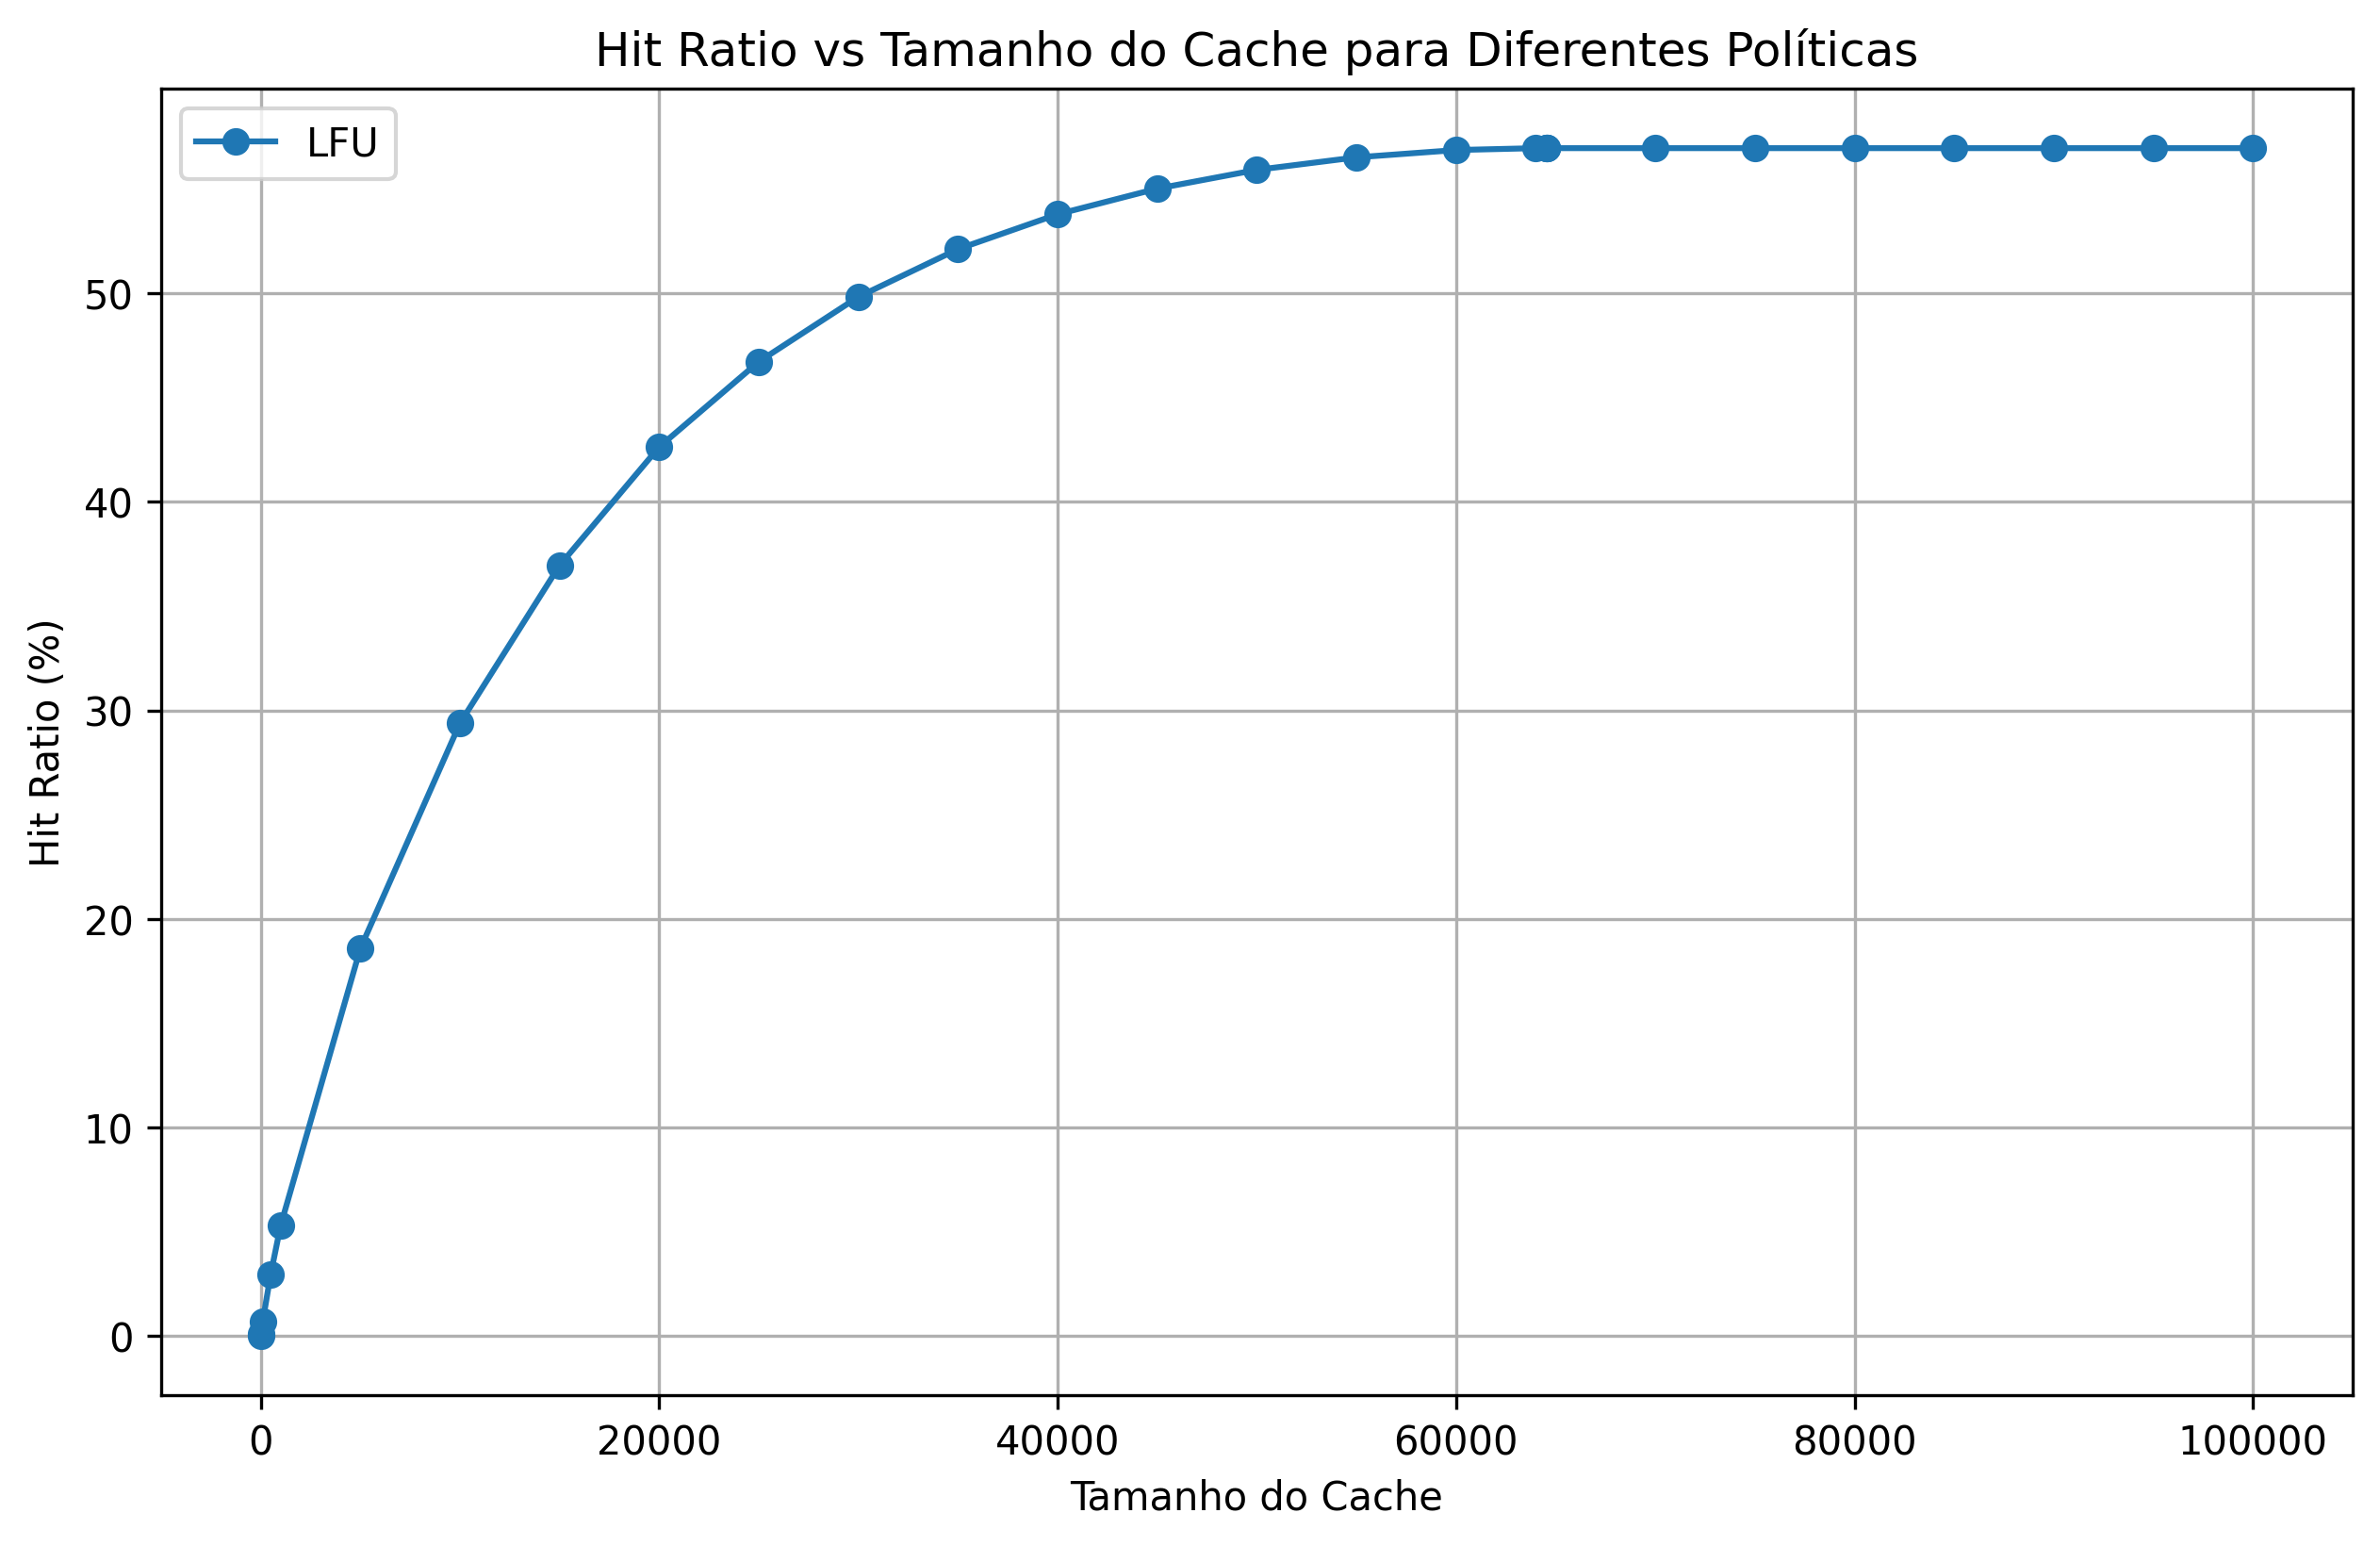 Hit Ratio vs Tamanho do Cache para Diferentes Políticas
LFU
Hit Ratio (%)
50
40
30
20
10
0
0 20000 40000 60000 80000 100000
Tamanho do Cache